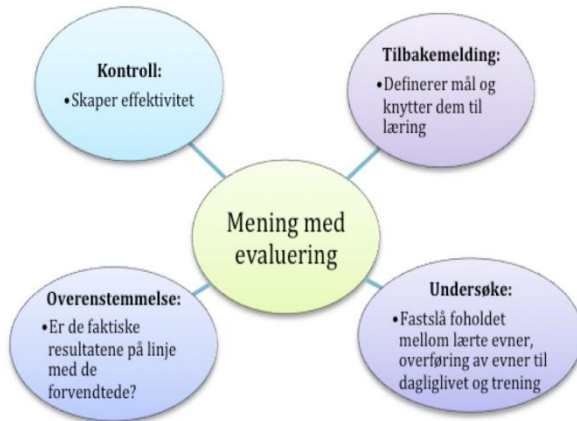 Kontroll:
•Skaper effektivitet
Tilbakemelding:
•Definerer mål og
knytter dem til
læring
Mening med
evaluering
Overenstemmelse:
•Er de faktiske
resultatene på linje
med de
forvendtede?
Undersøke:
•Fastslå foholdet
mellom lærte evner,
overføring av evner til
dagliglivet og trening